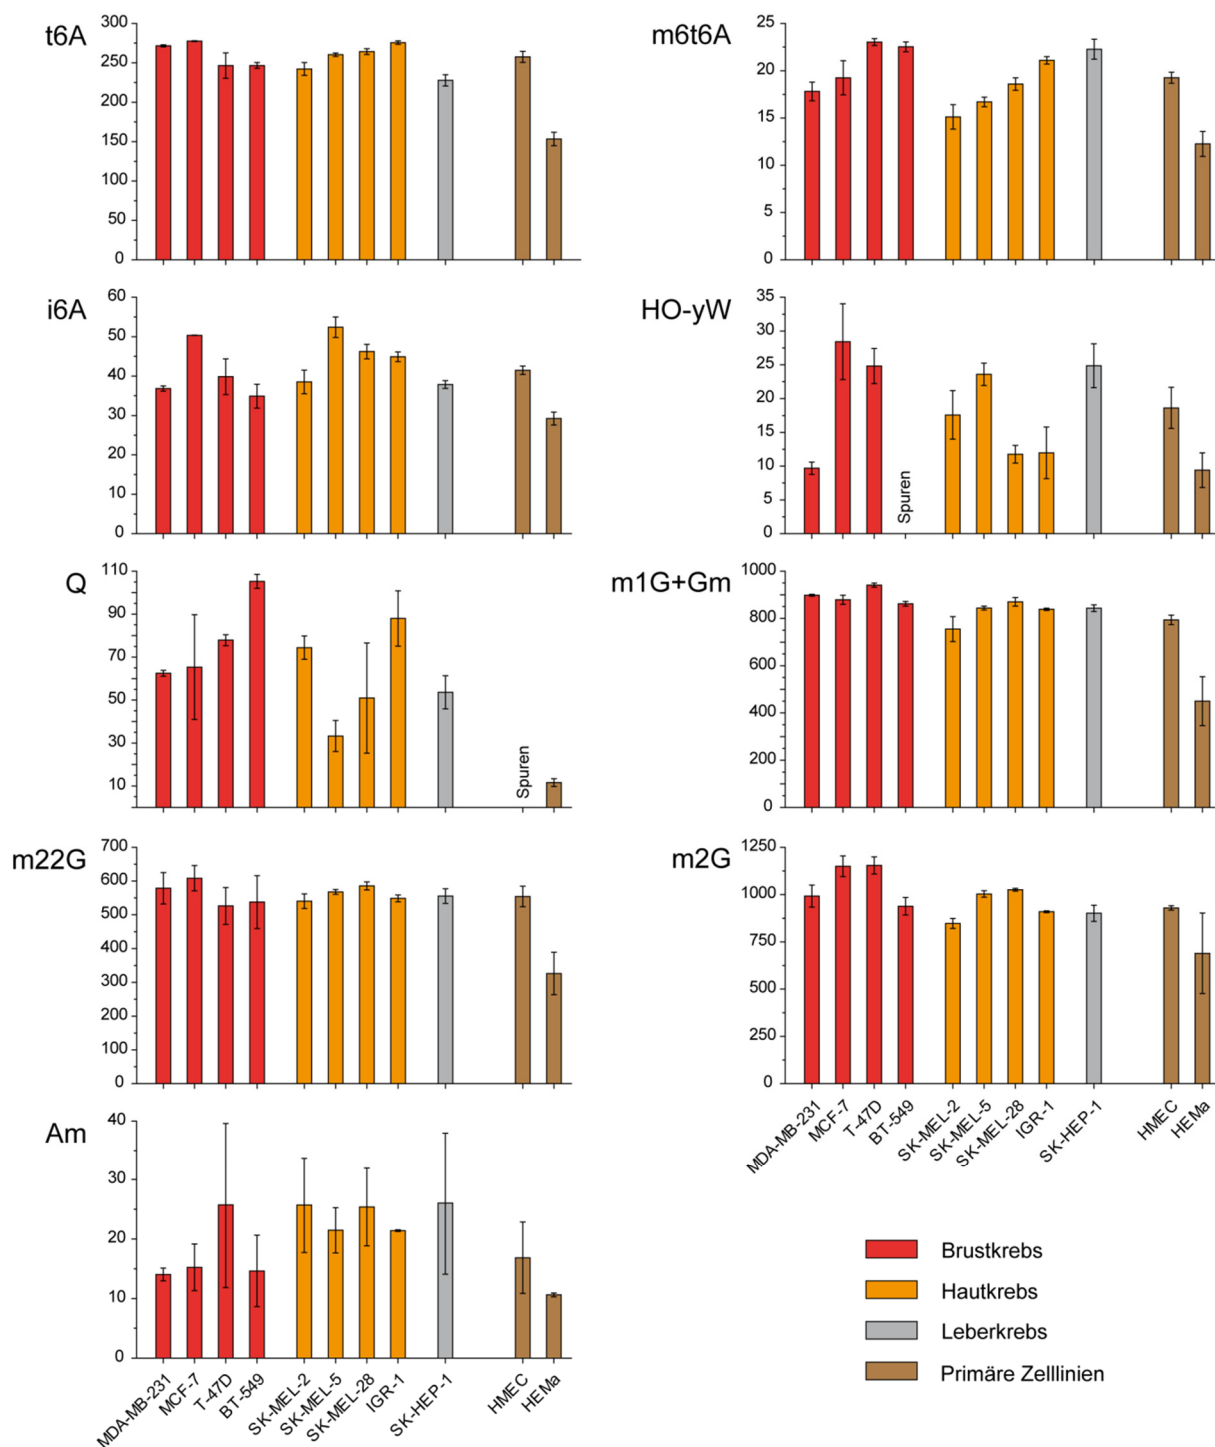 t6A
300
250
200
150
100
50
0
m6t6A
25
20
15
10
5
0
i6A
60
50
40
30
20
10
0
HO-yW
35
30
25
20
15
10
5
0
Spuren
Q
110
90
70
50
30
10
Spuren
m1G+Gm
1000
800
600
400
200
0
m22G
700
600
500
400
300
200
100
0
m2G
1250
1000
750
500
250
0
MDA-MB-231
MCF-7
T-47D
BT-549
SK-MEL-2
SK-MEL-5
SK-MEL-28
IGR-1
SK-HEP-1
HMEC
HEMa
Am
40
30
20
10
0
MDA-MB-231
MCF-7
T-47D
BT-549
SK-MEL-2
SK-MEL-5
SK-MEL-28
IGR-1
SK-HEP-1
HMEC
HEMa
Brustkrebs
Hautkrebs
Leberkrebs
Primäre Zelllinien